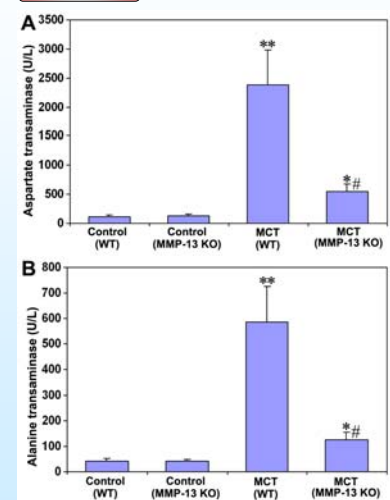 A
Aspartate transaminase (U/L)
3500
3000
2500
2000
1500
1000
500
0
**
*#
Control Control MCT MCT
(WT) (MMP-13 KO) (WT) (MMP-13 KO)
B
Alanine transaminase (U/L)
800
700
600
500
400
300
200
100
0
**
*#
Control Control MCT MCT
(WT) (MMP-13 KO) (WT) (MMP-13 KO)